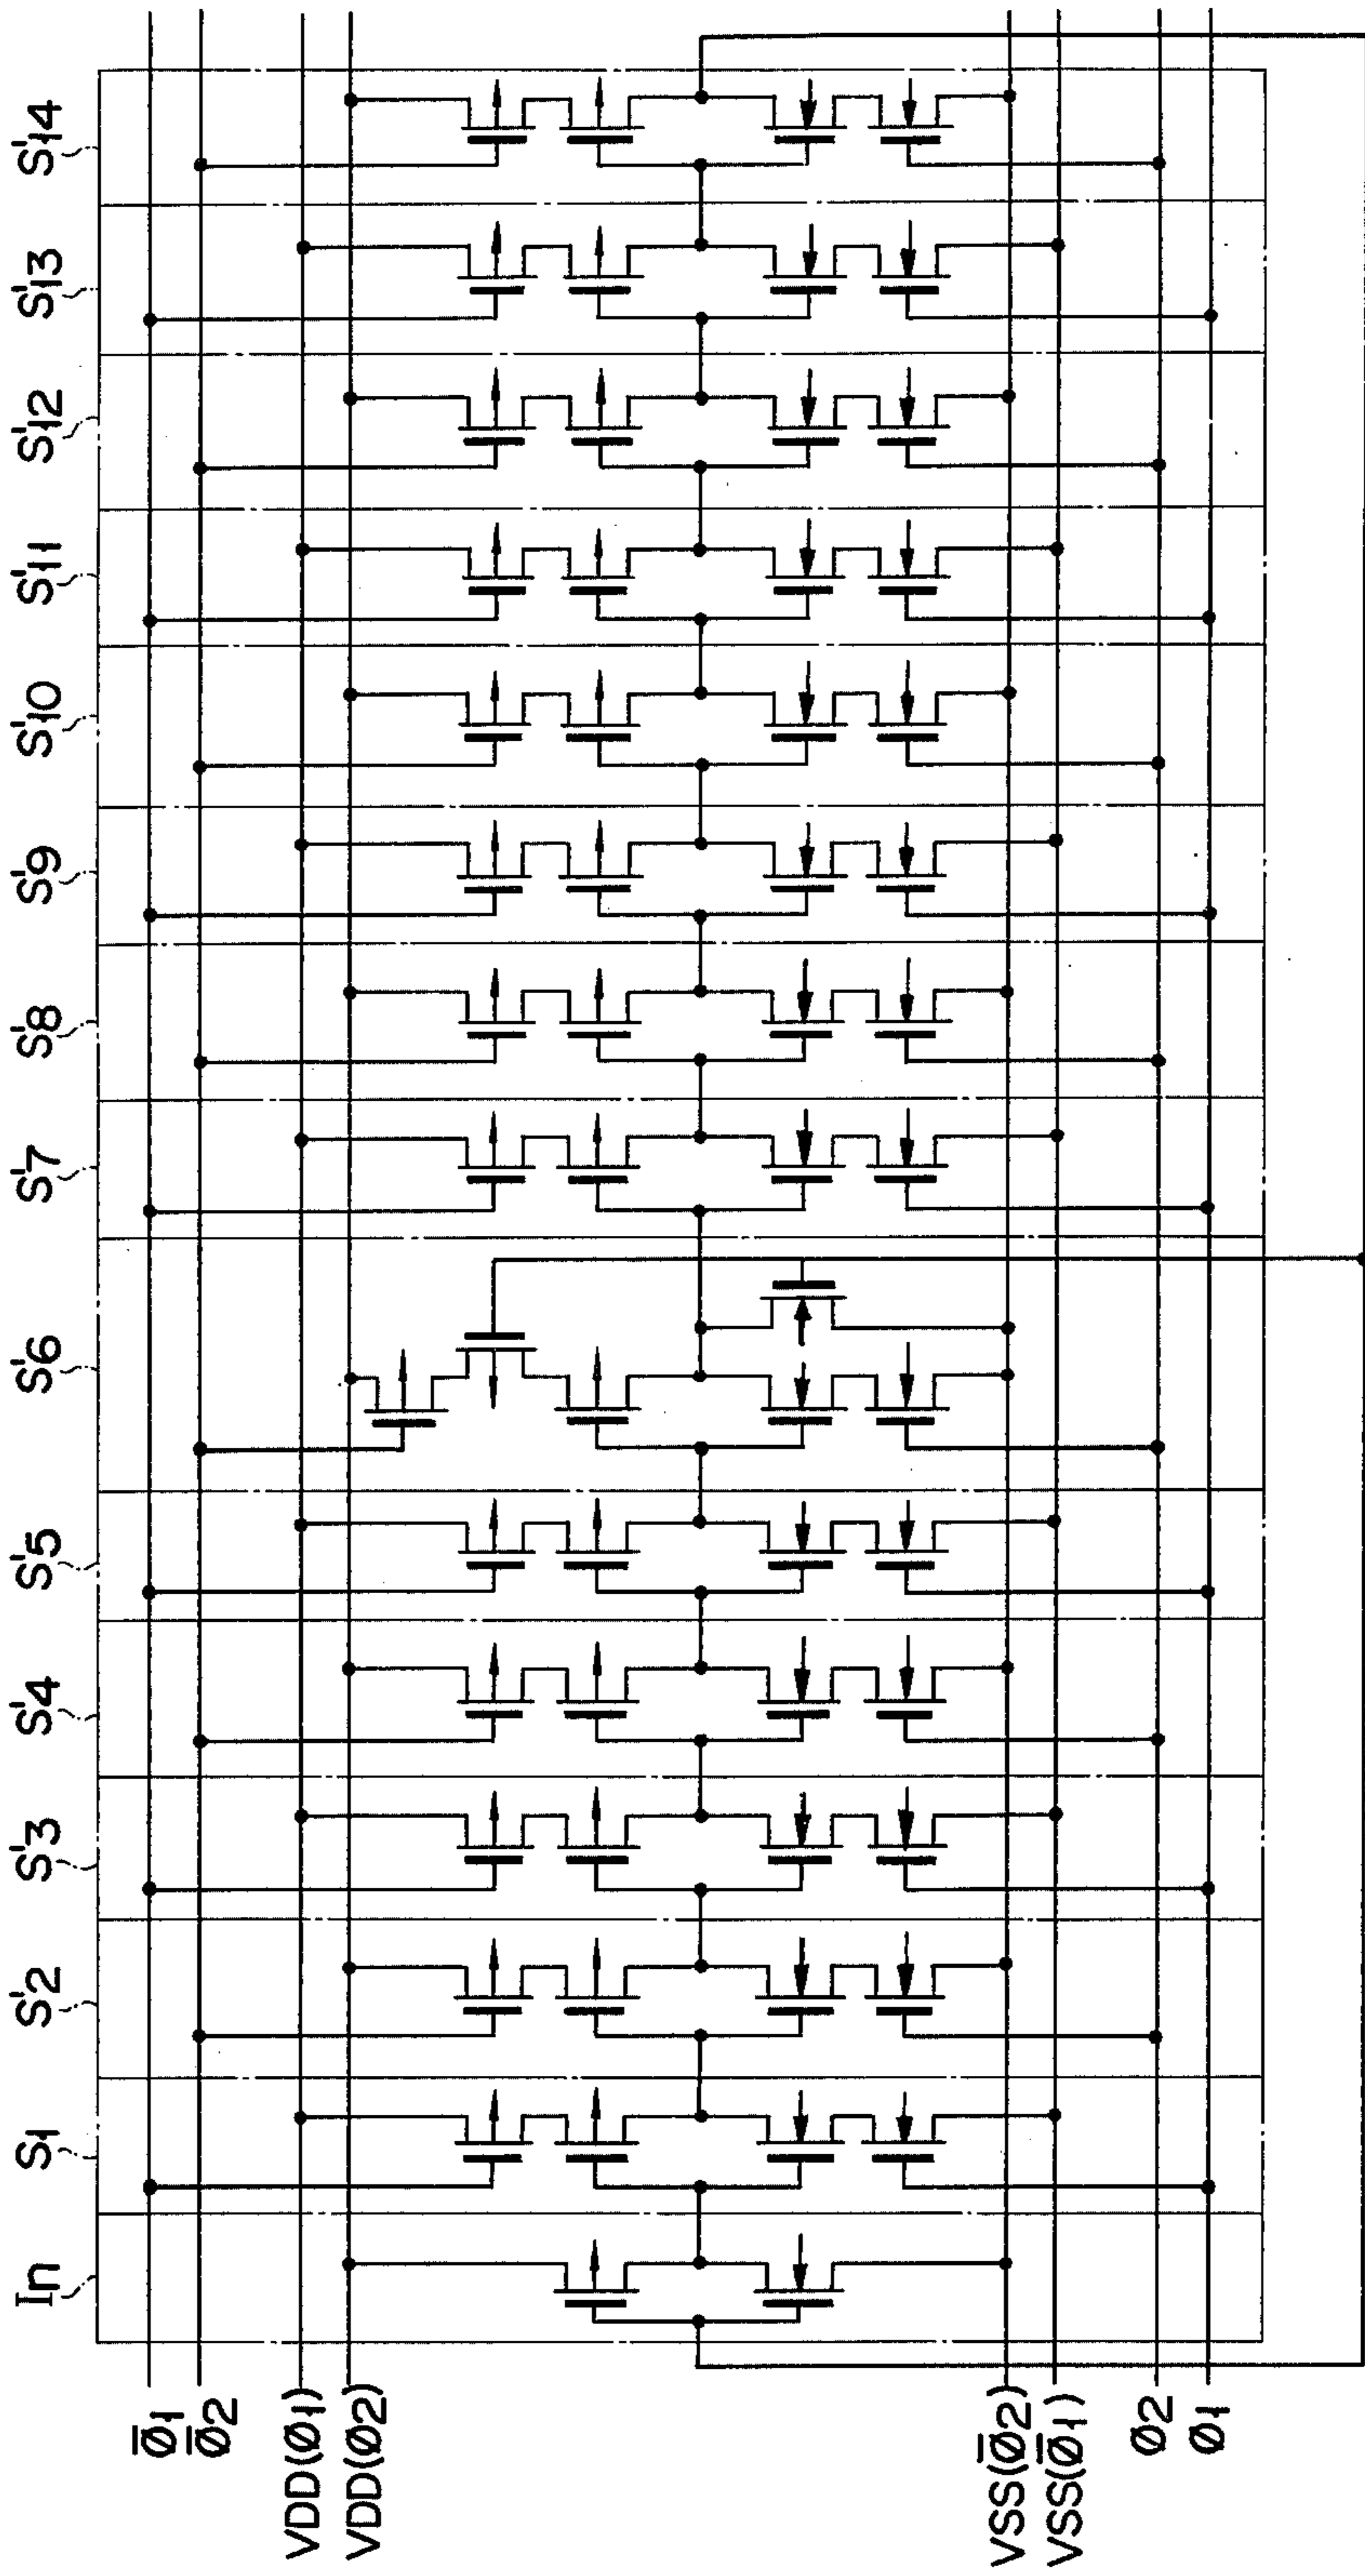 S'14
S'13
S'12
S'11
S'10
S'9
S'8
S'7
S'6
S'5
S'4
S'3
S'2
S1
In
Ø̅1
Ø̅2
VDD(Ø1)
VDD(Ø2)
VSS(Ø̅2)
VSS(Ø̅1)
Ø2
Ø1